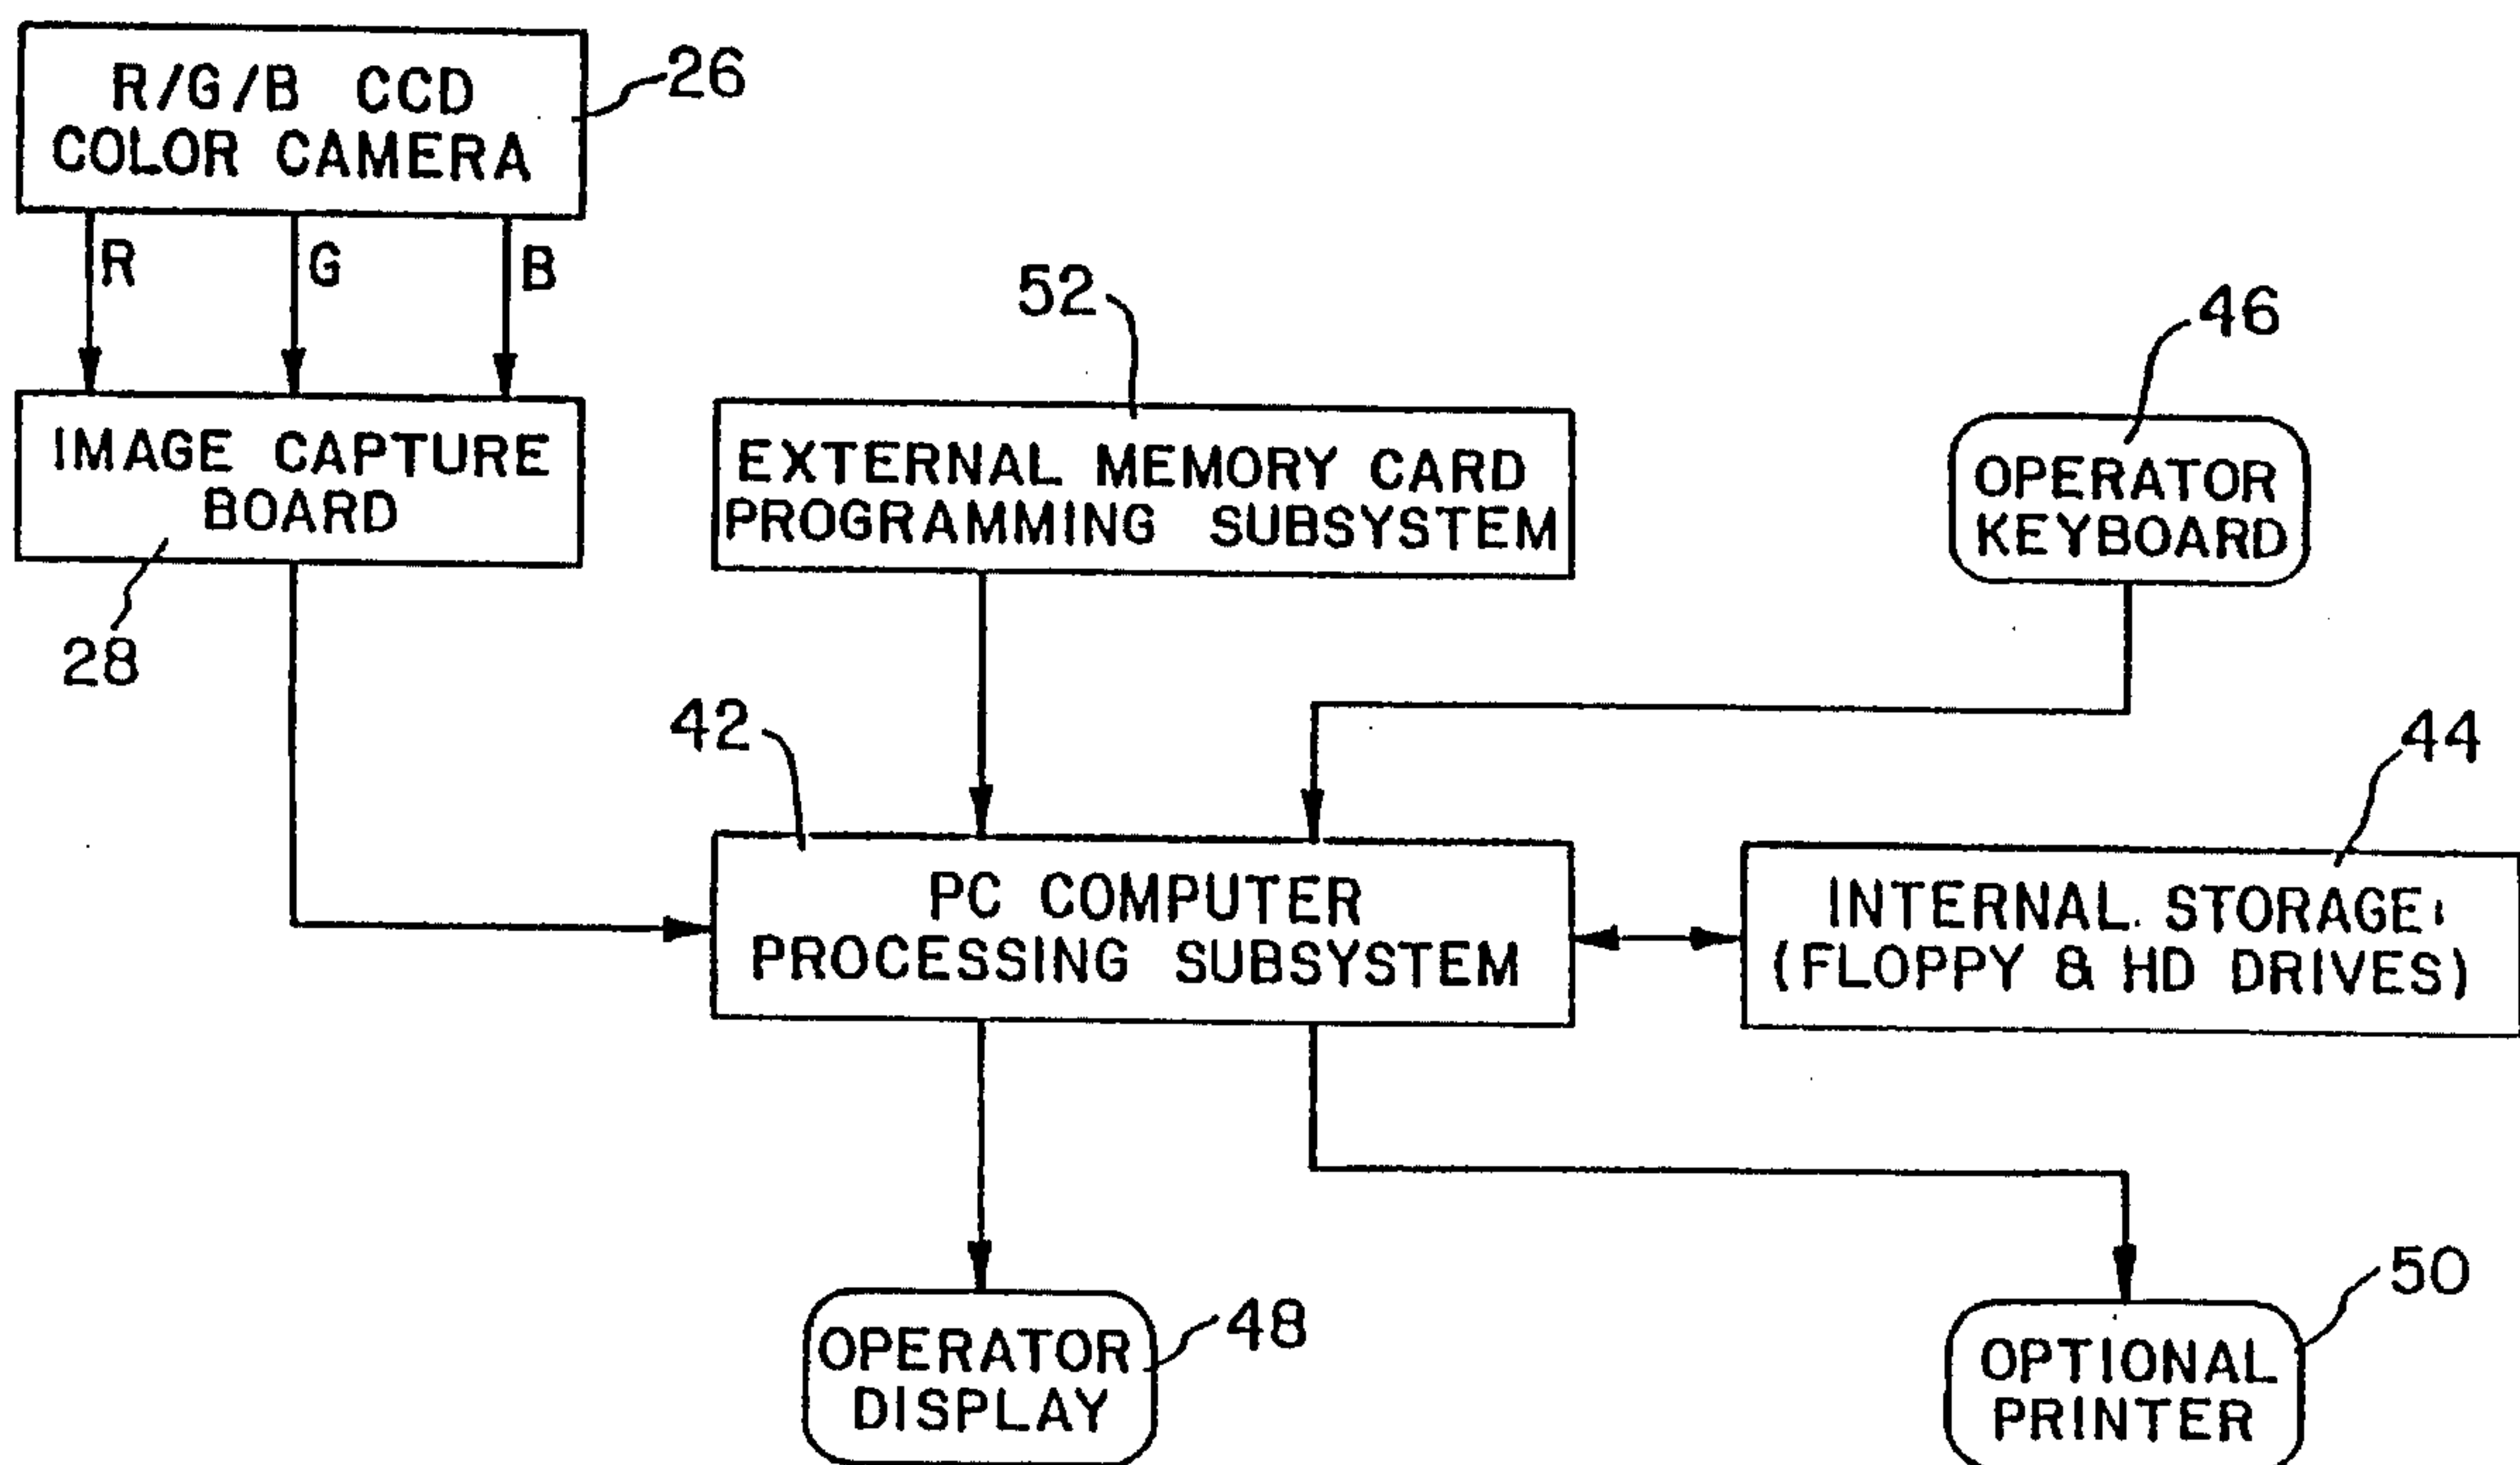 R/G/B CCD
COLOR CAMERA
26
R
G
B
IMAGE CAPTURE
BOARD
28
52
EXTERNAL MEMORY CARD
PROGRAMMING SUBSYSTEM
46
OPERATOR
KEYBOARD
42
PC COMPUTER
PROCESSING SUBSYSTEM
44
INTERNAL STORAGE
(FLOPPY & HD DRIVES)
OPERATOR
DISPLAY
48
50
OPTIONAL
PRINTER